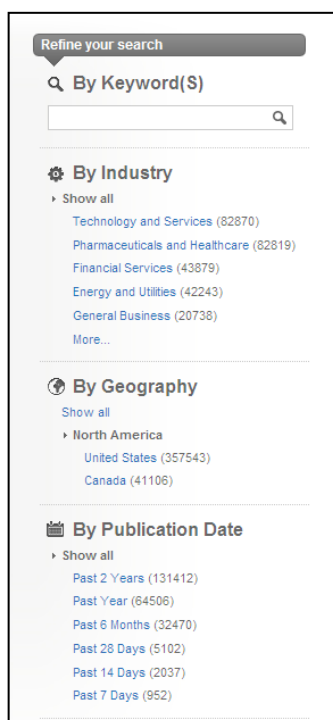 Refine your search
By Keyword(S)
By Industry
Show all
Technology and Services (82870)
Pharmaceuticals and Healthcare (82819)
Financial Services (43879)
Energy and Utilities (42243)
General Business (20738)
More...
By Geography
Show all
North America
United States (357543)
Canada (41106)
By Publication Date
Show all
Past 2 Years (131412)
Past Year (64506)
Past 6 Months (32470)
Past 28 Days (5102)
Past 14 Days (2037)
Past 7 Days (952)